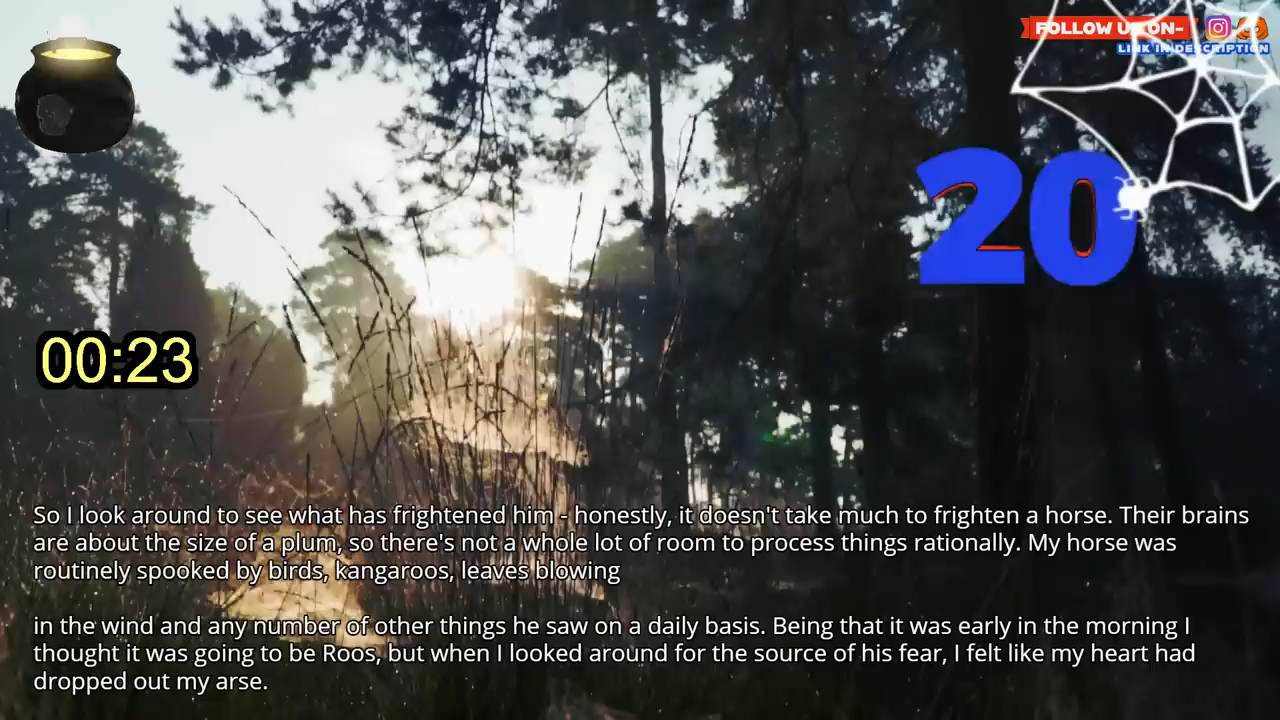 FOLLOW US ON-
LINK IN DESCRIPTION
20
00:23
So I look around to see what has frightened him - honestly, it doesn't take much to frighten a horse. Their brains
are about the size of a plum, so there's not a whole lot of room to process things rationally. My horse was
routinely spooked by birds, kangaroos, leaves blowing
in the wind and any number of other things he saw on a daily basis. Being that it was early in the morning I
thought it was going to be Roos, but when I looked around for the source of his fear, I felt like my heart had
dropped out my arse.